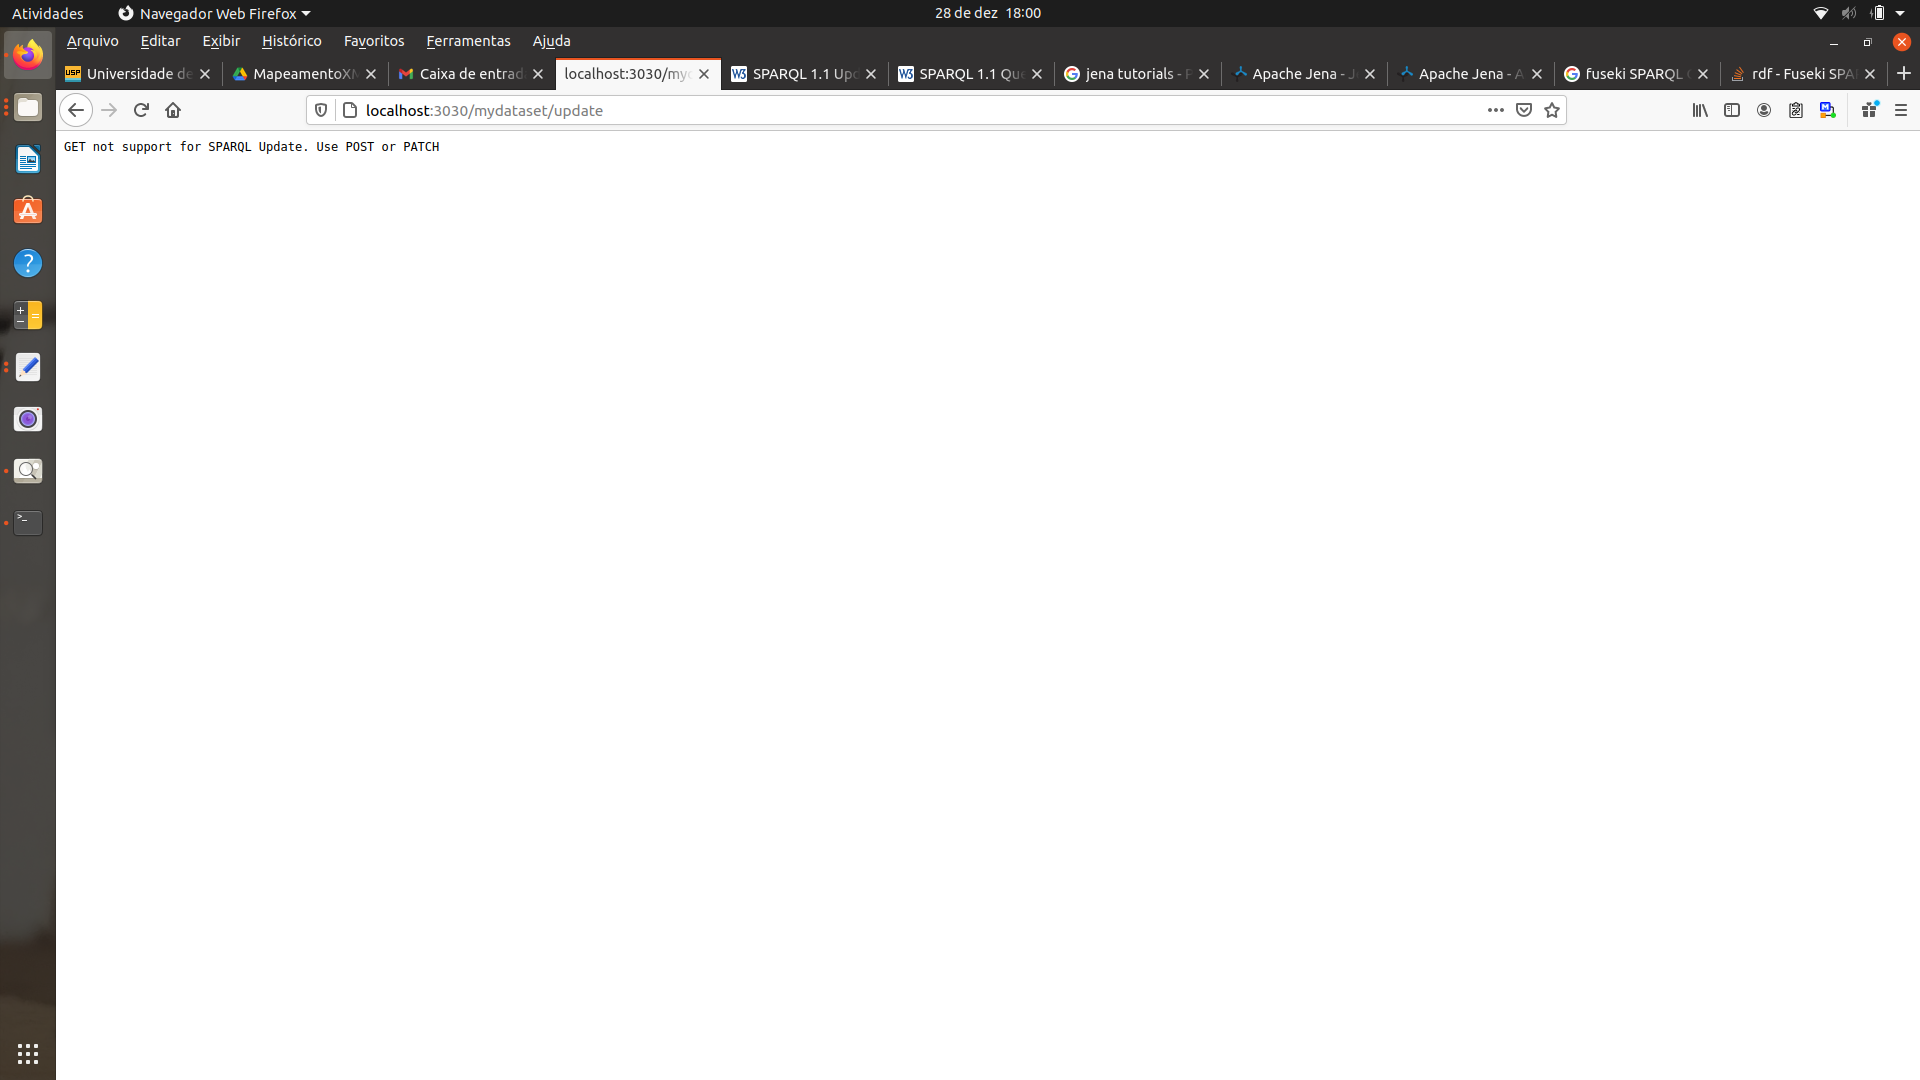 Atividades
Navegador Web Firefox
28 de dez 18:00
Arquivo
Editar
Exibir
Histórico
Favoritos
Ferramentas
Ajuda
Universidade de
MapeamentoXM
Caixa de entrad
localhost:3030/myd
SPARQL 1.1 Upd
SPARQL 1.1 Que
jena tutorials - P
Apache Jena - J
Apache Jena - A
fuseki SPARQL
rdf - Fuseki SPA
localhost:3030/mydataset/update
GET not support for SPARQL Update. Use POST or PATCH